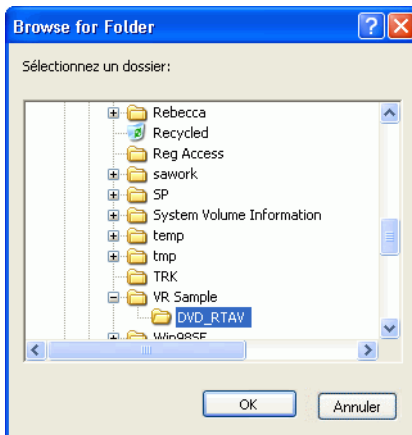 Browse for Folder
Sélectionnez un dossier:
Rebecca
Recycled
Reg Access
sawork
SP
System Volume Information
temp
tmp
TRK
VR Sample
DVD_RTAV
Win98SE
OK
Annuler